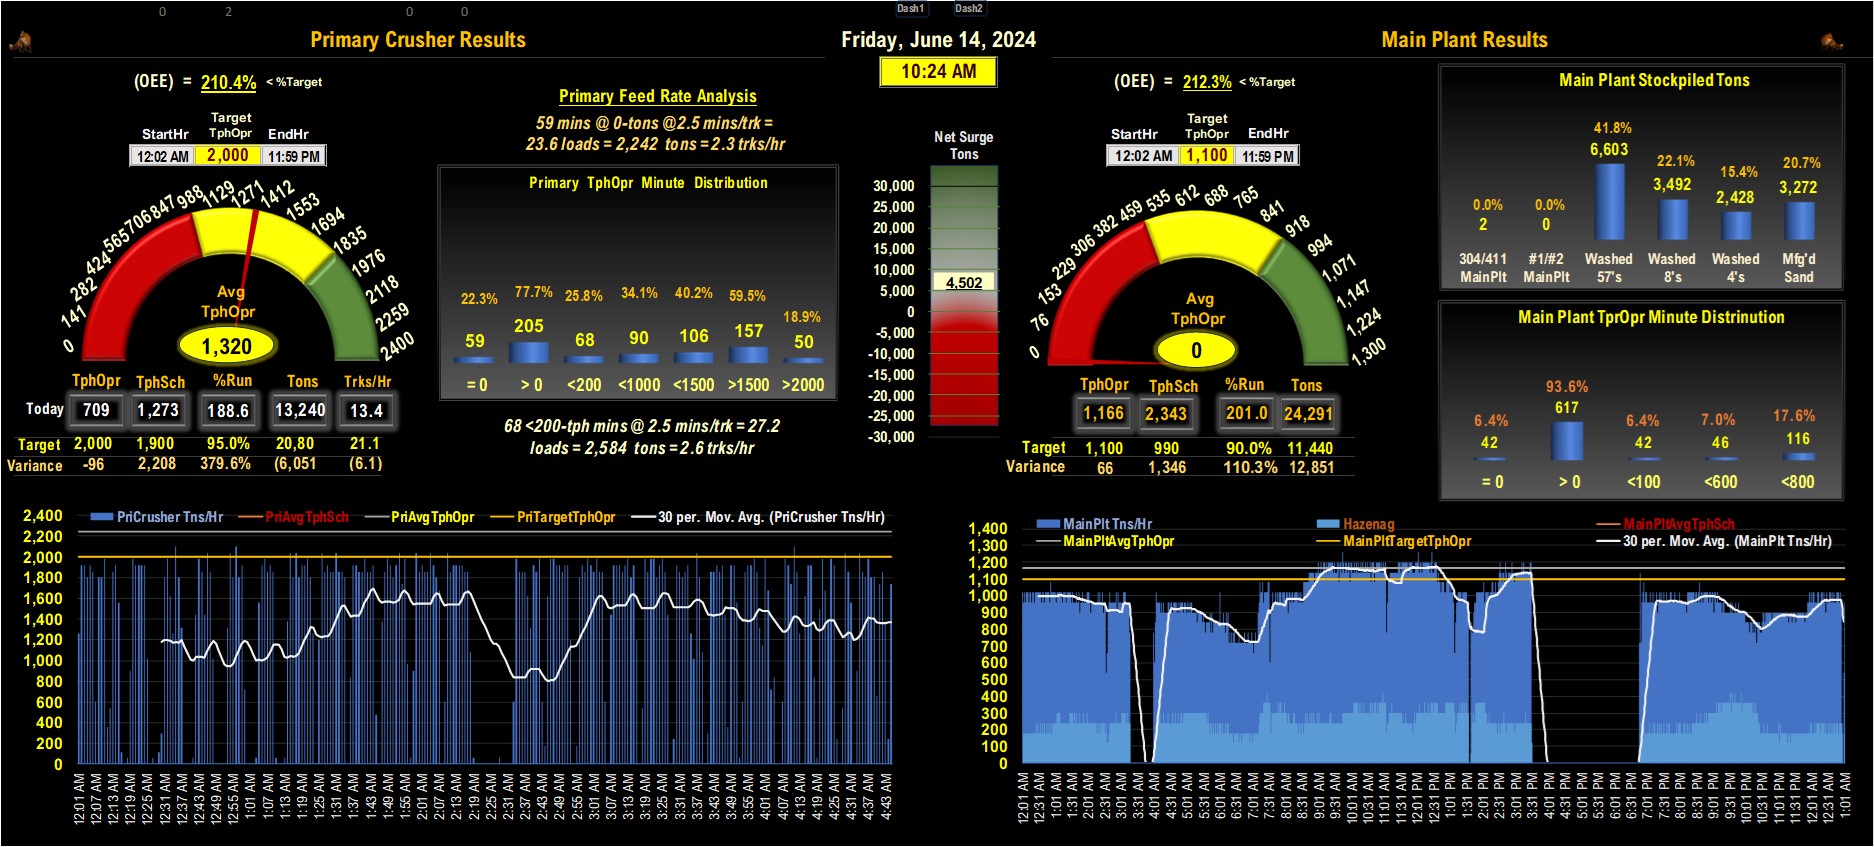 0 2 0 0 Dash1 Dash2
Primary Crusher Results
Friday, June 14, 2024
Main Plant Results
10:24 AM
(OEE) = 210.4% < %Target
Target
StartHr TphOpr EndHr
12:02 AM 2,000 11:59 PM
0 141 282 424 565 706 847 988 1129 1271 1412 1553 1694 1835 1976 2118 2259 2400
Avg
TphOpr
1,320
TphOpr TphSch %Run Tons Trks/Hr
Today 709 1,273 188.6 13,240 13.4
Target 2,000 1,900 95.0% 20,80 21.1
Variance -96 2,208 379.6% (6,051 (6.1)
Primary Feed Rate Analysis
59 mins @ 0-tons @2.5 mins/trk =
23.6 loads = 2,242 tons = 2.3 trks/hr
Primary TphOpr Minute Distribution
22.3% 77.7% 25.8% 34.1% 40.2% 59.5% 18.9%
59 205 68 90 106 157 50
= 0 > 0 <200 <1000 <1500 >1500 >2000
68 <200-tph mins @ 2.5 mins/trk = 27.2
loads = 2,584 tons = 2.6 trks/hr
Net Surge
Tons
30,000
25,000
20,000
15,000
10,000
4,502
5,000
0
-5,000
-10,000
-15,000
-20,000
-25,000
-30,000
(OEE) = 212.3% < %Target
Target
StartHr TphOpr EndHr
12:02 AM 1,100 11:59 PM
0 76 153 229 306 382 459 535 612 688 765 841 918 994 1,071 1,147 1,224 1,300
Avg
TphOpr
0
TphOpr TphSch %Run Tons
1,166 2,343 201.0 24,291
Target 1,100 990 90.0% 11,440
Variance 66 1,346 110.3% 12,851
Main Plant Stockpiled Tons
0.0% 0.0% 41.8% 22.1% 15.4% 20.7%
2 0 6,603 3,492 2,428 3,272
304/411 #1/#2 Washed Washed Washed Mfg'd
MainPlt MainPlt 57's 8's 4's Sand
Main Plant TprOpr Minute Distrinution
6.4% 93.6% 6.4% 7.0% 17.6%
42 617 42 46 116
= 0 > 0 <100 <600 <800
PriCrusher Tns/Hr PriAvgTphSch PriAvgTphOpr PriTargetTphOpr 30 per. Mov. Avg. (PriCrusher Tns/Hr)
2,400
2,200
2,000
1,800
1,600
1,400
1,200
1,000
800
600
400
200
0
12:01 AM 12:07 AM 12:13 AM 12:19 AM 12:25 AM 12:31 AM 12:37 AM 12:43 AM 12:49 AM 12:55 AM 1:01 AM 1:07 AM 1:13 AM 1:19 AM 1:25 AM 1:31 AM 1:37 AM 1:43 AM 1:49 AM 1:55 AM 2:01 AM 2:07 AM 2:13 AM 2:19 AM 2:25 AM 2:31 AM 2:37 AM 2:43 AM 2:49 AM 2:55 AM 3:01 AM 3:07 AM 3:13 AM 3:19 AM 3:25 AM 3:31 AM 3:37 AM 3:43 AM 3:49 AM 3:55 AM 4:01 AM 4:07 AM 4:13 AM 4:19 AM 4:25 AM 4:31 AM 4:37 AM 4:43 AM
MainPlt Tns/Hr Hazenag MainPltAvgTphSch
MainPltAvgTphOpr MainPltTargetTphOpr 30 per. Mov. Avg. (MainPlt Tns/Hr)
1,400
1,300
1,200
1,100
1,000
900
800
700
600
500
400
300
200
100
0
12:01 AM 12:31 AM 1:01 AM 1:31 AM 2:01 AM 2:31 AM 3:01 AM 3:31 AM 4:01 AM 4:31 AM 5:01 AM 5:31 AM 6:01 AM 6:31 AM 7:01 AM 7:31 AM 8:01 AM 8:31 AM 9:01 AM 9:31 AM 10:01 AM 10:31 AM 11:01 AM 11:31 AM 12:01 PM 12:31 PM 1:01 PM 1:31 PM 2:01 PM 2:31 PM 3:01 PM 3:31 PM 4:01 PM 4:31 PM 5:01 PM 5:31 PM 6:01 PM 6:31 PM 7:01 PM 7:31 PM 8:01 PM 8:31 PM 9:01 PM 9:31 PM 10:01 PM 10:31 PM 11:01 PM 11:31 PM 12:01 AM 12:31 AM 1:01 AM